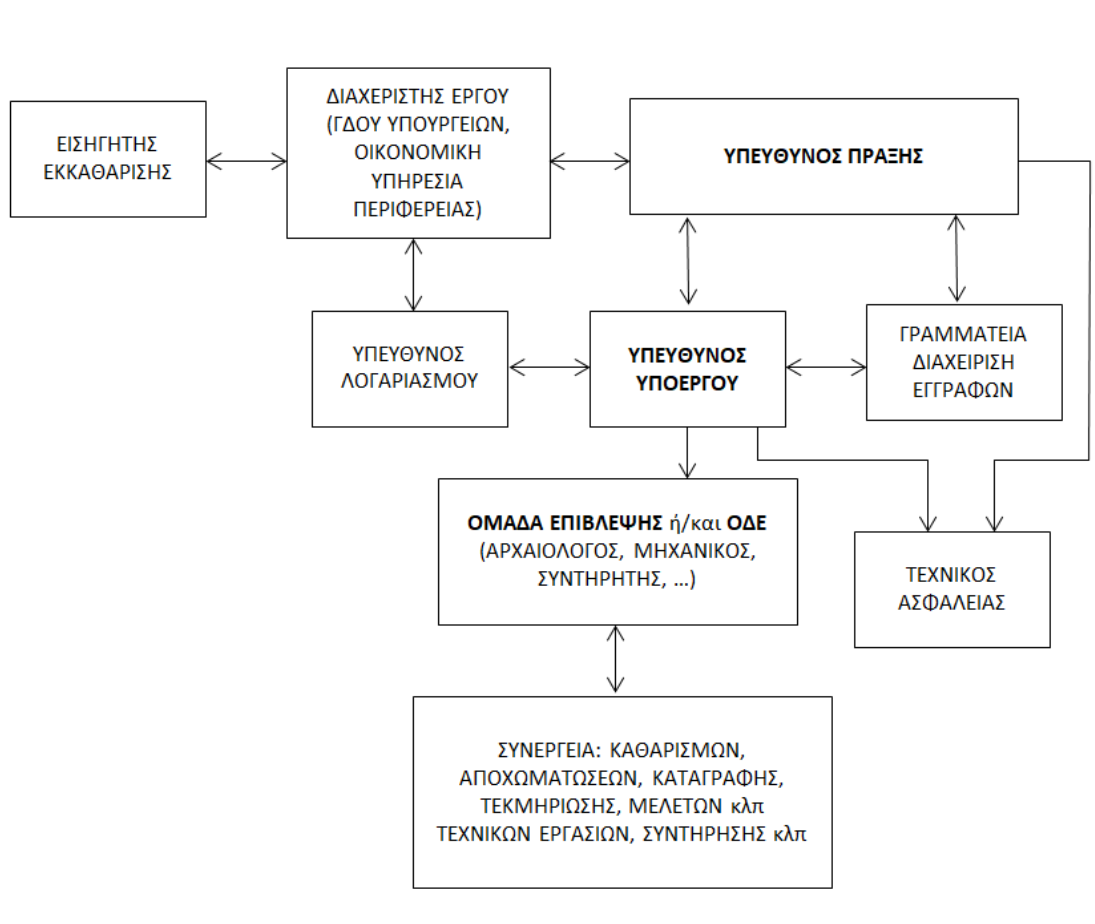 ΕΙΣΗΓΗΤΗΣ
ΕΚΚΑΘΑΡΙΣΗΣ
ΔΙΑΧΕΡΙΣΤΗΣ ΕΡΓΟΥ
(ΓΔΟΥ ΥΠΟΥΡΓΕΙΩΝ,
ΟΙΚΟΝΟΜΙΚΗ
ΥΠΗΡΕΣΙΑ
ΠΕΡΙΦΕΡΕΙΑΣ)
ΥΠΕΥΘΥΝΟΣ ΠΡΑΞΗΣ
ΥΠΕΥΘΥΝΟΣ
ΛΟΓΑΡΙΑΣΜΟΥ
ΥΠΕΥΘΥΝΟΣ
ΥΠΟΕΡΓΟΥ
ΓΡΑΜΜΑΤΕΙΑ
ΔΙΑΧΕΙΡΙΣΗ
ΕΓΓΡΑΦΩΝ
ΟΜΑΔΑ ΕΠΙΒΛΕΨΗΣ ή/και ΟΔΕ
(ΑΡΧΑΙΟΛΟΓΟΣ, ΜΗΧΑΝΙΚΟΣ,
ΣΥΝΤΗΡΗΤΗΣ, ...)
ΤΕΧΝΙΚΟΣ
ΑΣΦΑΛΕΙΑΣ
ΣΥΝΕΡΓΕΙΑ: ΚΑΘΑΡΙΣΜΩΝ,
ΑΠΟΧΩΜΑΤΩΣΕΩΝ, ΚΑΤΑΓΡΑΦΗΣ,
ΤΕΚΜΗΡΙΩΣΗΣ, ΜΕΛΕΤΩΝ κλπ
ΤΕΧΝΙΚΩΝ ΕΡΓΑΣΙΩΝ, ΣΥΝΤΗΡΗΣΗΣ κλπ